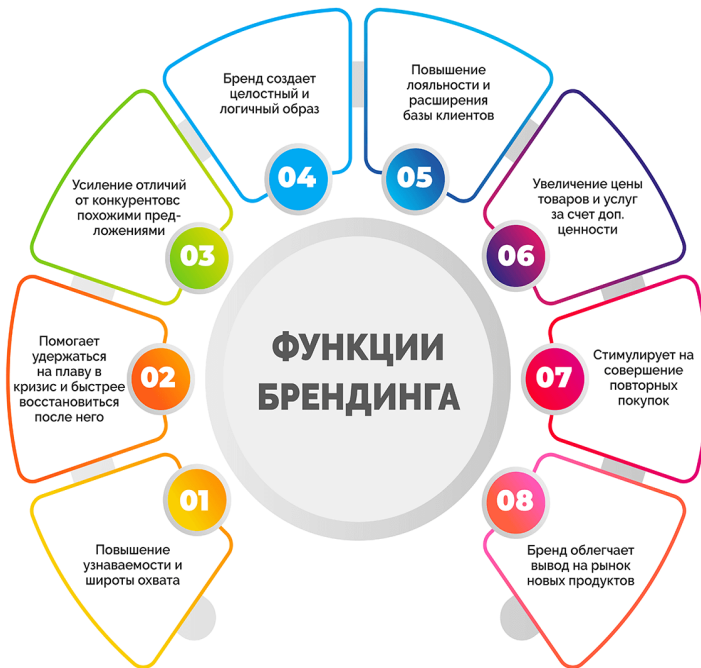 ФУНКЦИИ
БРЕНДИНГА
01
Повышение
узнаваемости и
широты охвата
02
Помогает
удержаться
на плаву в
кризис и быстрее
восстановиться
после него
03
Усиление отличий
от конкурентовс
похожими пред-
ложениями
04
Бренд создает
целостный и
логичный образ
05
Повышение
лояльности и
расширения
базы клиентов
06
Увеличение цены
товаров и услуг
за счет доп.
ценности
07
Стимулирует на
совершение
повторных
покупок
08
Бренд облегчает
вывод на рынок
новых продуктов